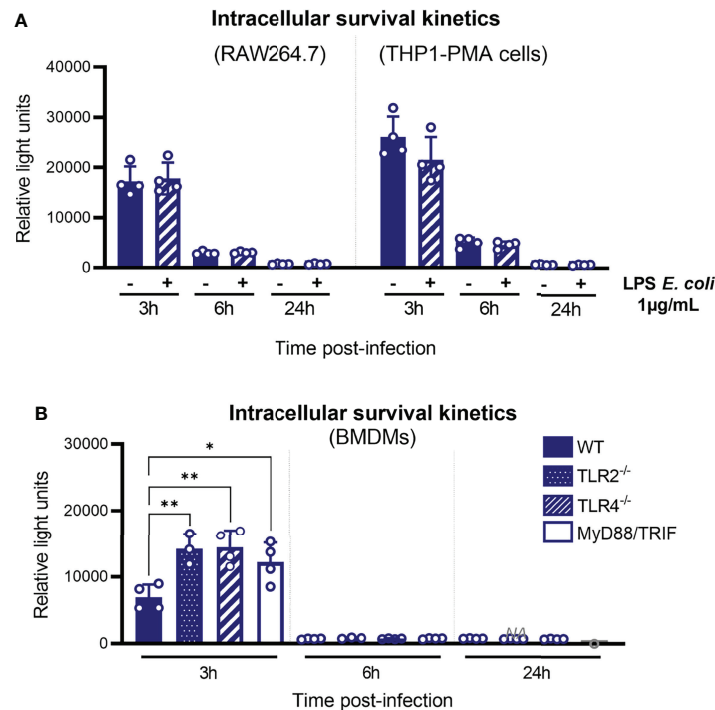 A
Intracellular survival kinetics
(RAW264.7)
(THP1-PMA cells)
Relative light units
40000
30000
20000
10000
0
- + - + - + - + - + - +
LPS E. coli
1µg/mL
3h 6h 24h 3h 6h 24h
Time post-infection
B
Intracellular survival kinetics
(BMDMs)
Relative light units
30000
20000
10000
0
*
**
**
WT
TLR2-/-
TLR4-/-
MyD88/TRIF
NA
3h 6h 24h
Time post-infection